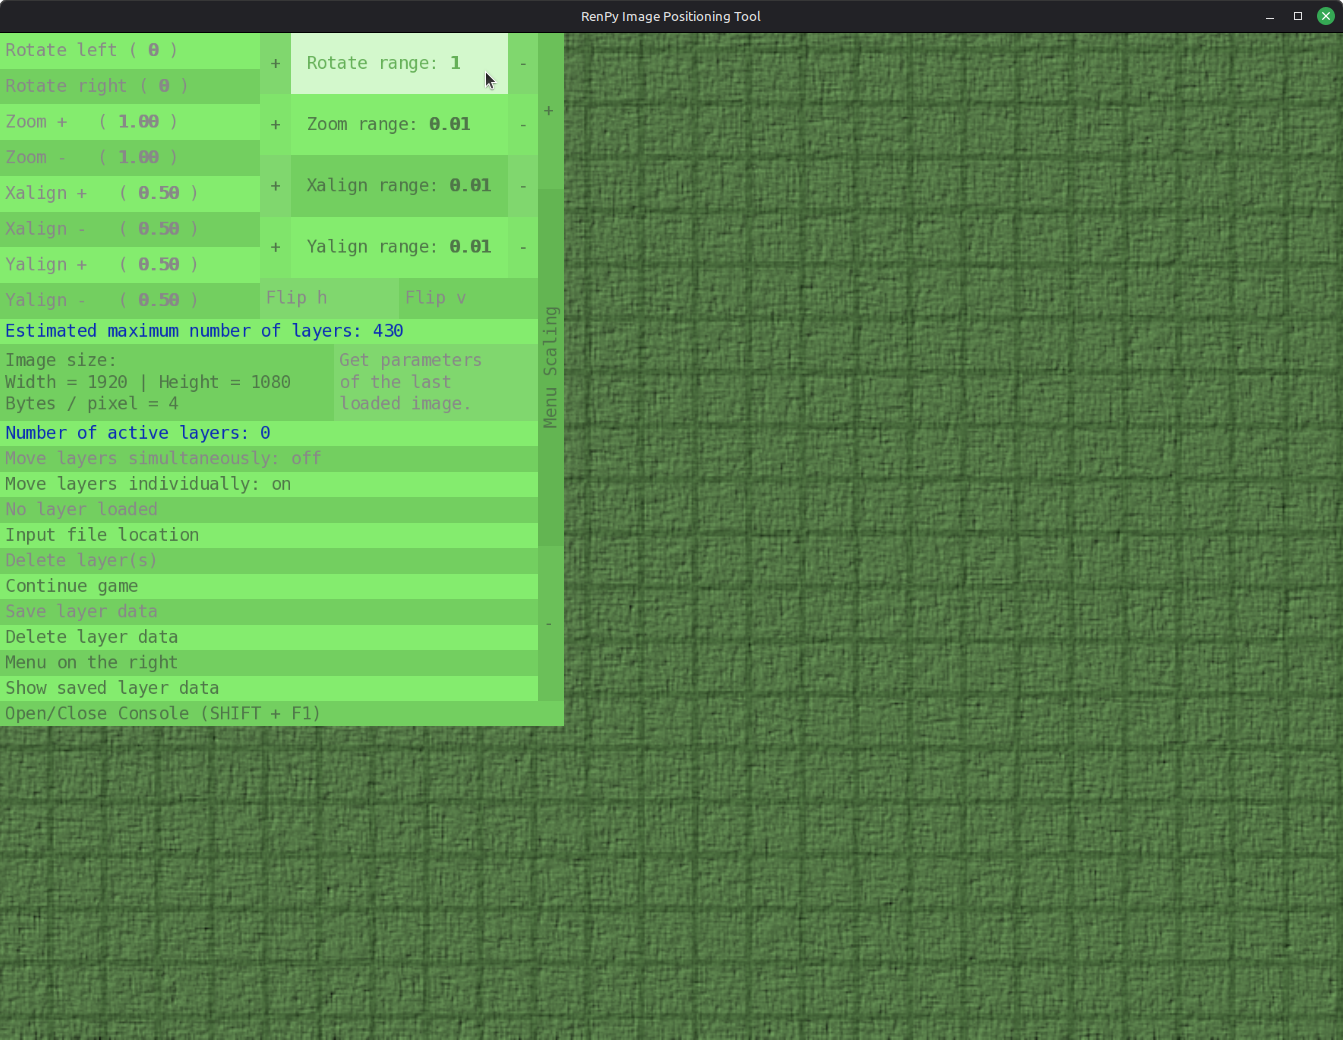 RenPy Image Positioning Tool
Rotate left ( 0 )
Rotate right ( 0 )
Zoom + ( 1.00 )
Zoom - ( 1.00 )
Xalign + ( 0.50 )
Xalign - ( 0.50 )
Yalign + ( 0.50 )
Yalign - ( 0.50 )
+ Rotate range: 1 -
+ Zoom range: 0.01 -
+ Xalign range: 0.01 -
+ Yalign range: 0.01 -
Flip h Flip v
+
Menu Scaling
-
Estimated maximum number of layers: 430
Image size:
Width = 1920 | Height = 1080
Bytes / pixel = 4
Get parameters
of the last
loaded image.
Number of active layers: 0
Move layers simultaneously: off
Move layers individually: on
No layer loaded
Input file location
Delete layer(s)
Continue game
Save layer data
Delete layer data
Menu on the right
Show saved layer data
Open/Close Console (SHIFT + F1)